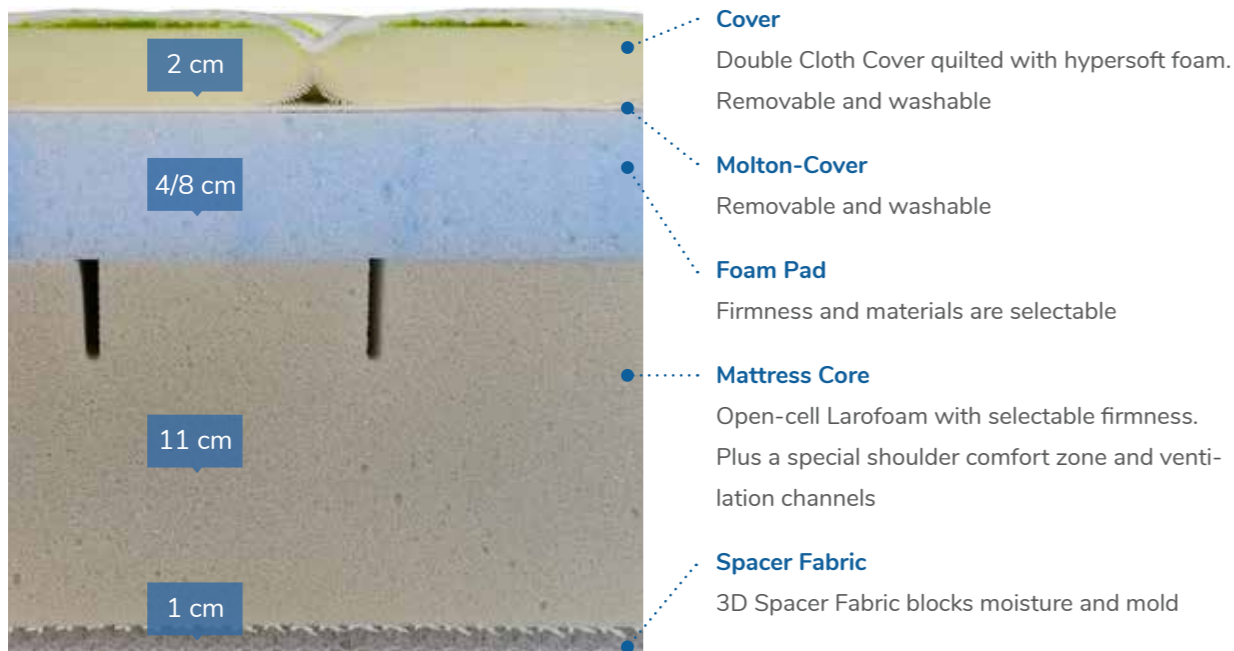 2 cm
4/8 cm
11 cm
1 cm
Cover
Double Cloth Cover quilted with hypersoft foam.
Removable and washable
Molton-Cover
Removable and washable
Foam Pad
Firmness and materials are selectable
Mattress Core
Open-cell Larofoam with selectable firmness.
Plus a special shoulder comfort zone and venti-
lation channels
Spacer Fabric
3D Spacer Fabric blocks moisture and mold